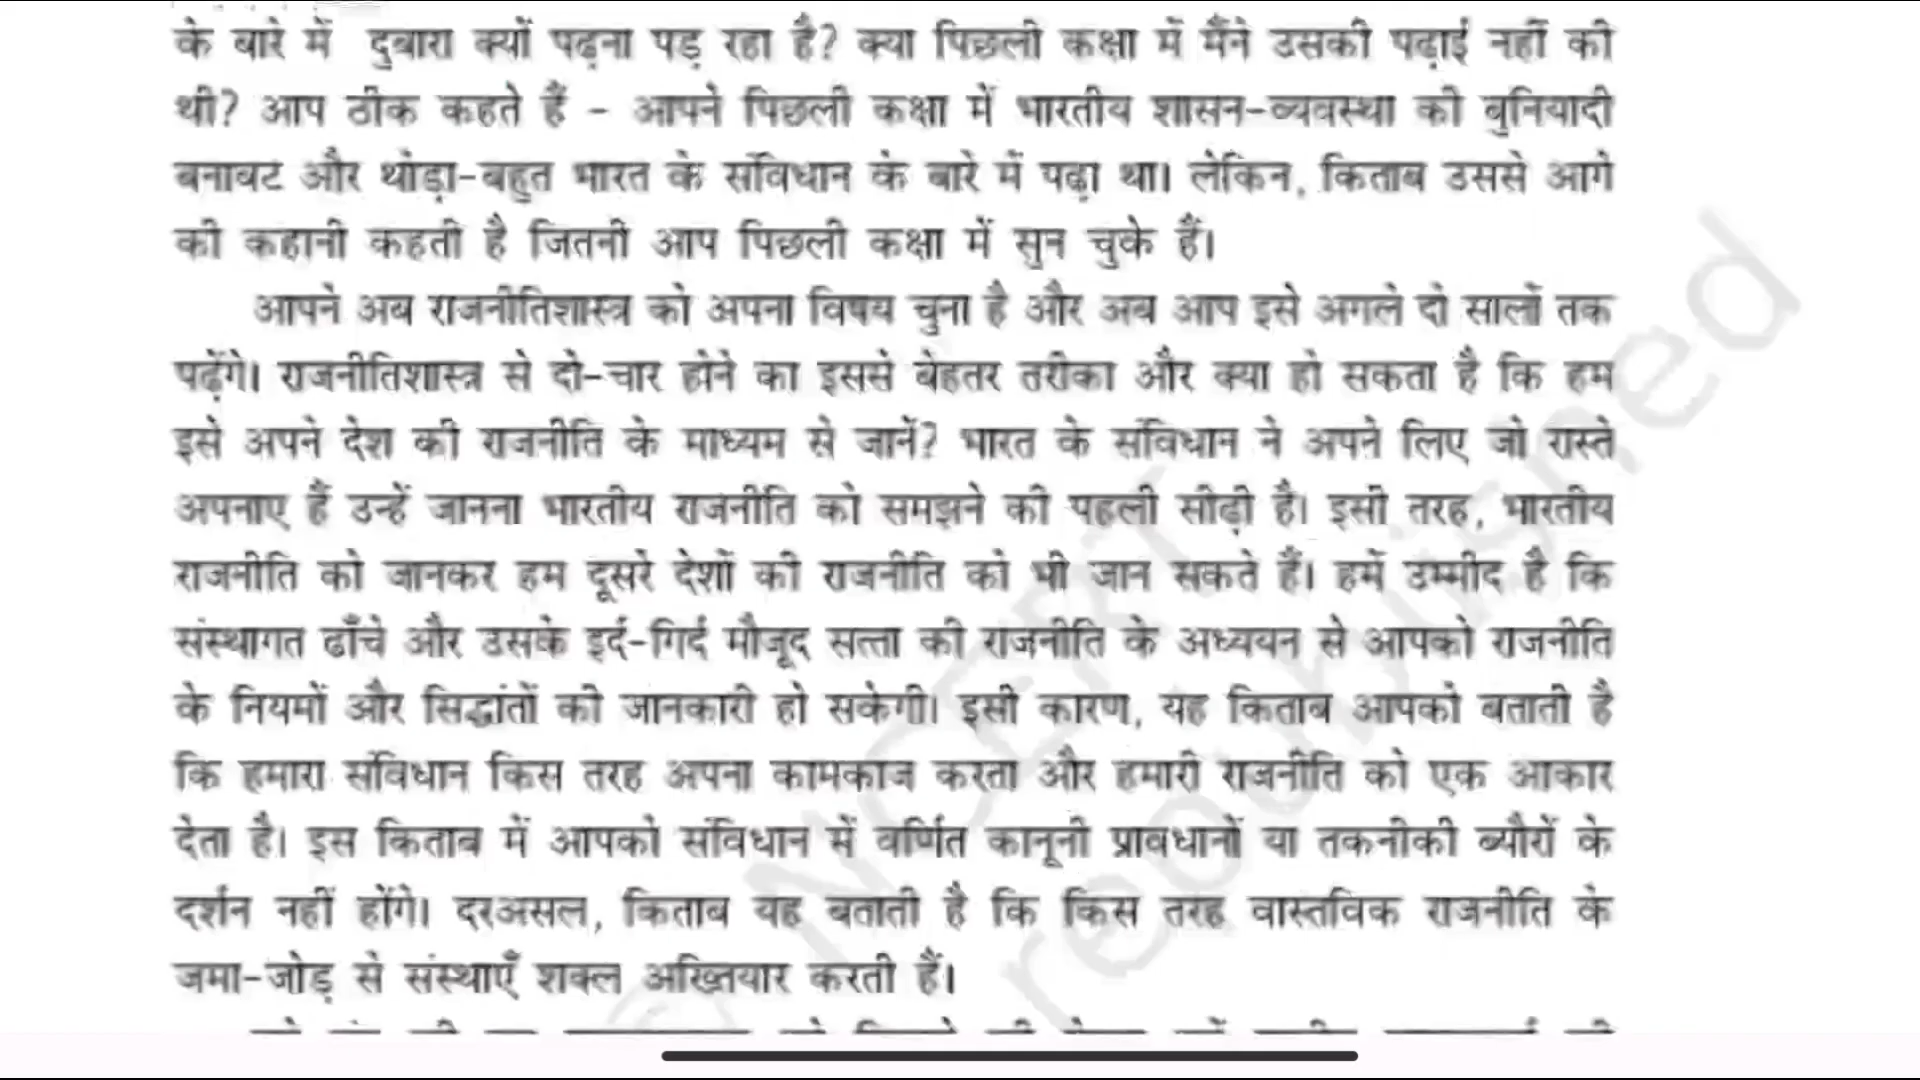 के बारे में दुबारा क्यों पढ़ना पड़ रहा है? क्या पिछली कक्षा में मैंने उसकी पढ़ाई नहीं की
थी? आप ठीक कहते हैं - आपने पिछली कक्षा में भारतीय शासन-व्यवस्था की बुनियादी
बनावट और थोड़ा-बहुत भारत के संविधान के बारे में पढ़ा था। लेकिन, किताब उससे आगे
की कहानी कहती है जितनी आप पिछली कक्षा में सुन चुके हैं।
आपने अब राजनीतिशास्त्र को अपना विषय चुना है और अब आप इसे अगले दो सालों तक
पढ़ेंगे। राजनीतिशास्त्र से दो-चार होने का इससे बेहतर तरीका और क्या हो सकता है कि हम
इसे अपने देश की राजनीति के माध्यम से जानें? भारत के संविधान ने अपने लिए जो रास्ते
अपनाए हैं उन्हें जानना भारतीय राजनीति को समझने की पहली सीढ़ी है। इसी तरह, भारतीय
राजनीति को जानकर हम दूसरे देशों की राजनीति को भी जान सकते हैं। हमें उम्मीद है कि
संस्थागत ढाँचे और उसके इर्द-गिर्द मौजूद सत्ता की राजनीति के अध्ययन से आपको राजनीति
के नियमों और सिद्धांतों की जानकारी हो सकेगी। इसी कारण, यह किताब आपको बताती है
कि हमारा संविधान किस तरह अपना कामकाज करता और हमारी राजनीति को एक आकार
देता है। इस किताब में आपको संविधान में वर्णित कानूनी प्रावधानों या तकनीकी ब्यौरों के
दर्शन नहीं होंगे। दरअसल, किताब यह बताती है कि किस तरह वास्तविक राजनीति के
जमा-जोड़ से संस्थाएँ शक्ल अख्तियार करती हैं।
NCERT
republished